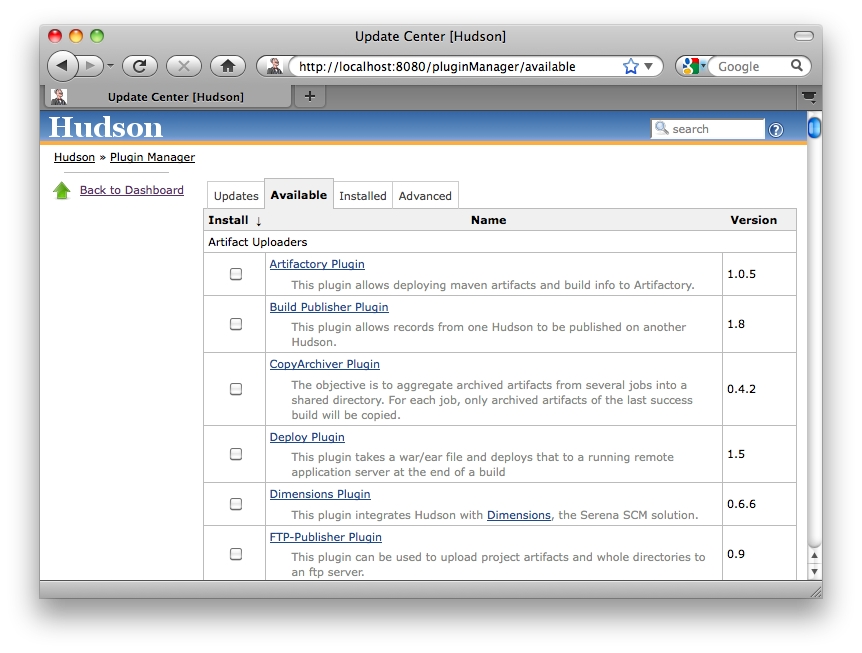 Update Center [Hudson]
http://localhost:8080/pluginManager/available
Google
Update Center [Hudson]
+
Hudson
search
?
Hudson » Plugin Manager
Back to Dashboard
Updates Available Installed Advanced
Install ↓ Name Version
Artifact Uploaders
Artifactory Plugin
This plugin allows deploying maven artifacts and build info to Artifactory.
1.0.5
Build Publisher Plugin
This plugin allows records from one Hudson to be published on another
Hudson.
1.8
CopyArchiver Plugin
The objective is to aggregate archived artifacts from several jobs into a
shared directory. For each job, only archived artifacts of the last success
build will be copied.
0.4.2
Deploy Plugin
This plugin takes a war/ear file and deploys that to a running remote
application server at the end of a build
1.5
Dimensions Plugin
This plugin integrates Hudson with Dimensions, the Serena SCM solution.
0.6.6
FTP-Publisher Plugin
This plugin can be used to upload project artifacts and whole directories to
an ftp server.
0.9